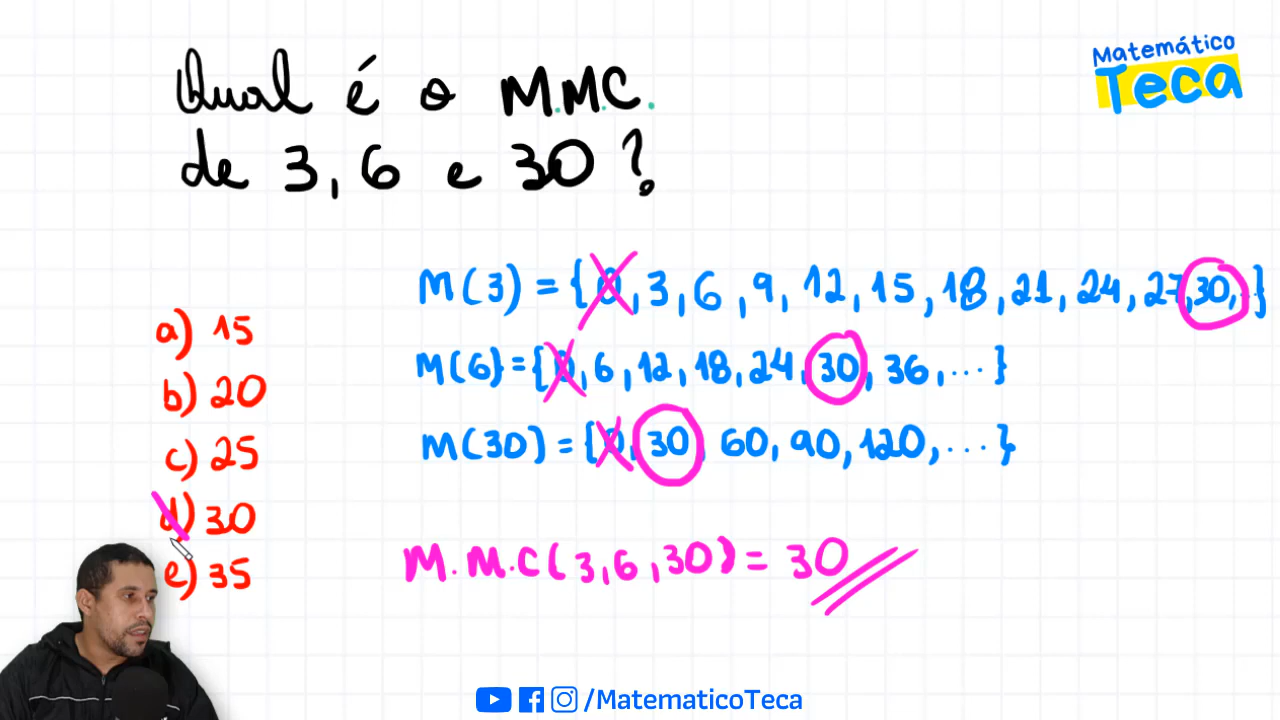 Qual é o M.M.C.
de 3, 6 e 30?
Matemático
Teca
M(3) = {0, 3, 6, 9, 12, 15, 18, 21, 24, 27, 30, ...}
a) 15
M(6) = {0, 6, 12, 18, 24, 30, 36, ...}
b) 20
M(30) = {0, 30, 60, 90, 120, ...}
c) 25
d) 30
M.M.C(3, 6, 30) = 30
e) 35
/MatematicoTeca